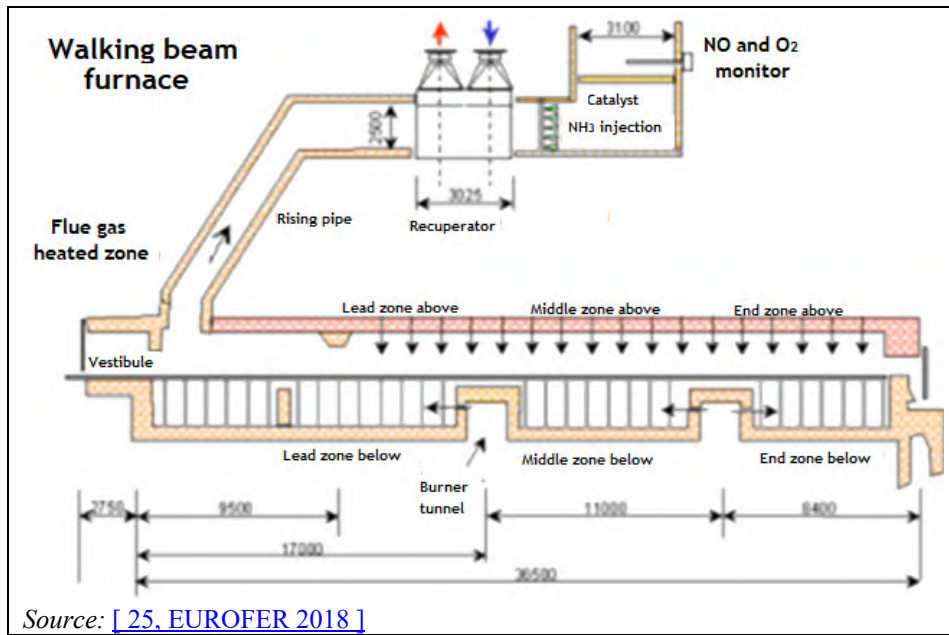 Walking beam
furnace
3100
NO and O2
monitor
Catalyst
NH3 injection
2500
3025
Rising pipe
Recuperator
Flue gas
heated zone
Lead zone above
Middle zone above
End zone above
Vestibule
Lead zone below
Middle zone below
End zone below
Burner
tunnel
2750
9500
11000
8400
17000
Source: [ 25, EUROFER 2018 ]